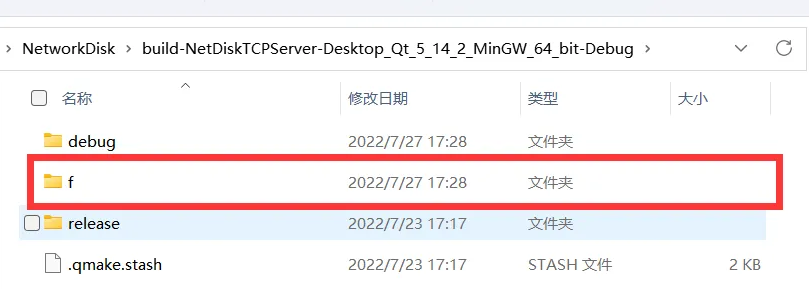 NetworkDisk > build-NetDiskTCPServer-Desktop_Qt_5_14_2_MinGW_64_bit-Debug >
名称 修改日期 类型 大小
debug 2022/7/27 17:28 文件夹
f 2022/7/27 17:28 文件夹
release 2022/7/23 17:17 文件夹
.qmake.stash 2022/7/23 17:17 STASH 文件 2 KB